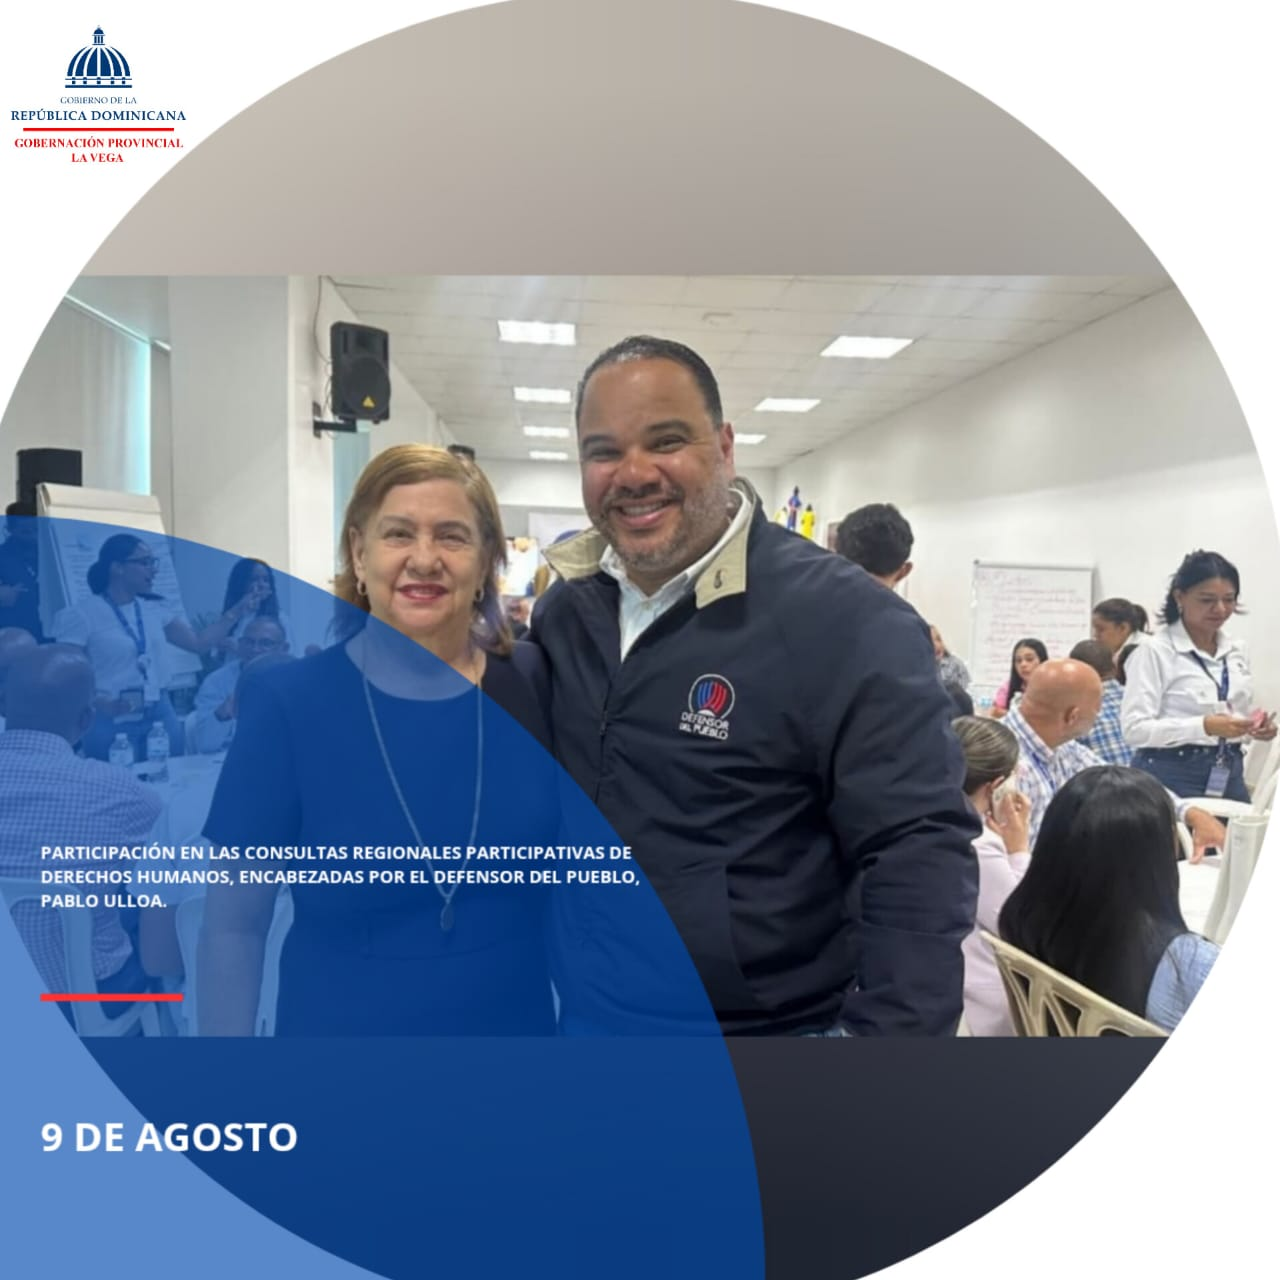 GOBIERNO DE LA
REPÚBLICA DOMINICANA
GOBERNACIÓN PROVINCIAL
LA VEGA
DEFENSOR
DEL PUEBLO
PARTICIPACIÓN EN LAS CONSULTAS REGIONALES PARTICIPATIVAS DE
DERECHOS HUMANOS, ENCABEZADAS POR EL DEFENSOR DEL PUEBLO,
PABLO ULLOA.
9 DE AGOSTO